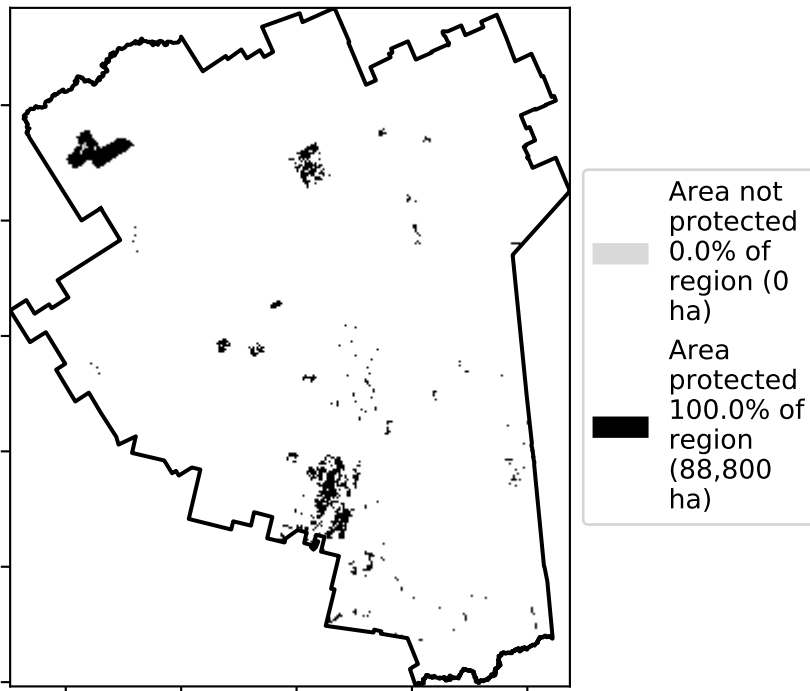 Area not
protected
0.0% of
region (0
ha)
Area
protected
100.0% of
region
(88,800
ha)